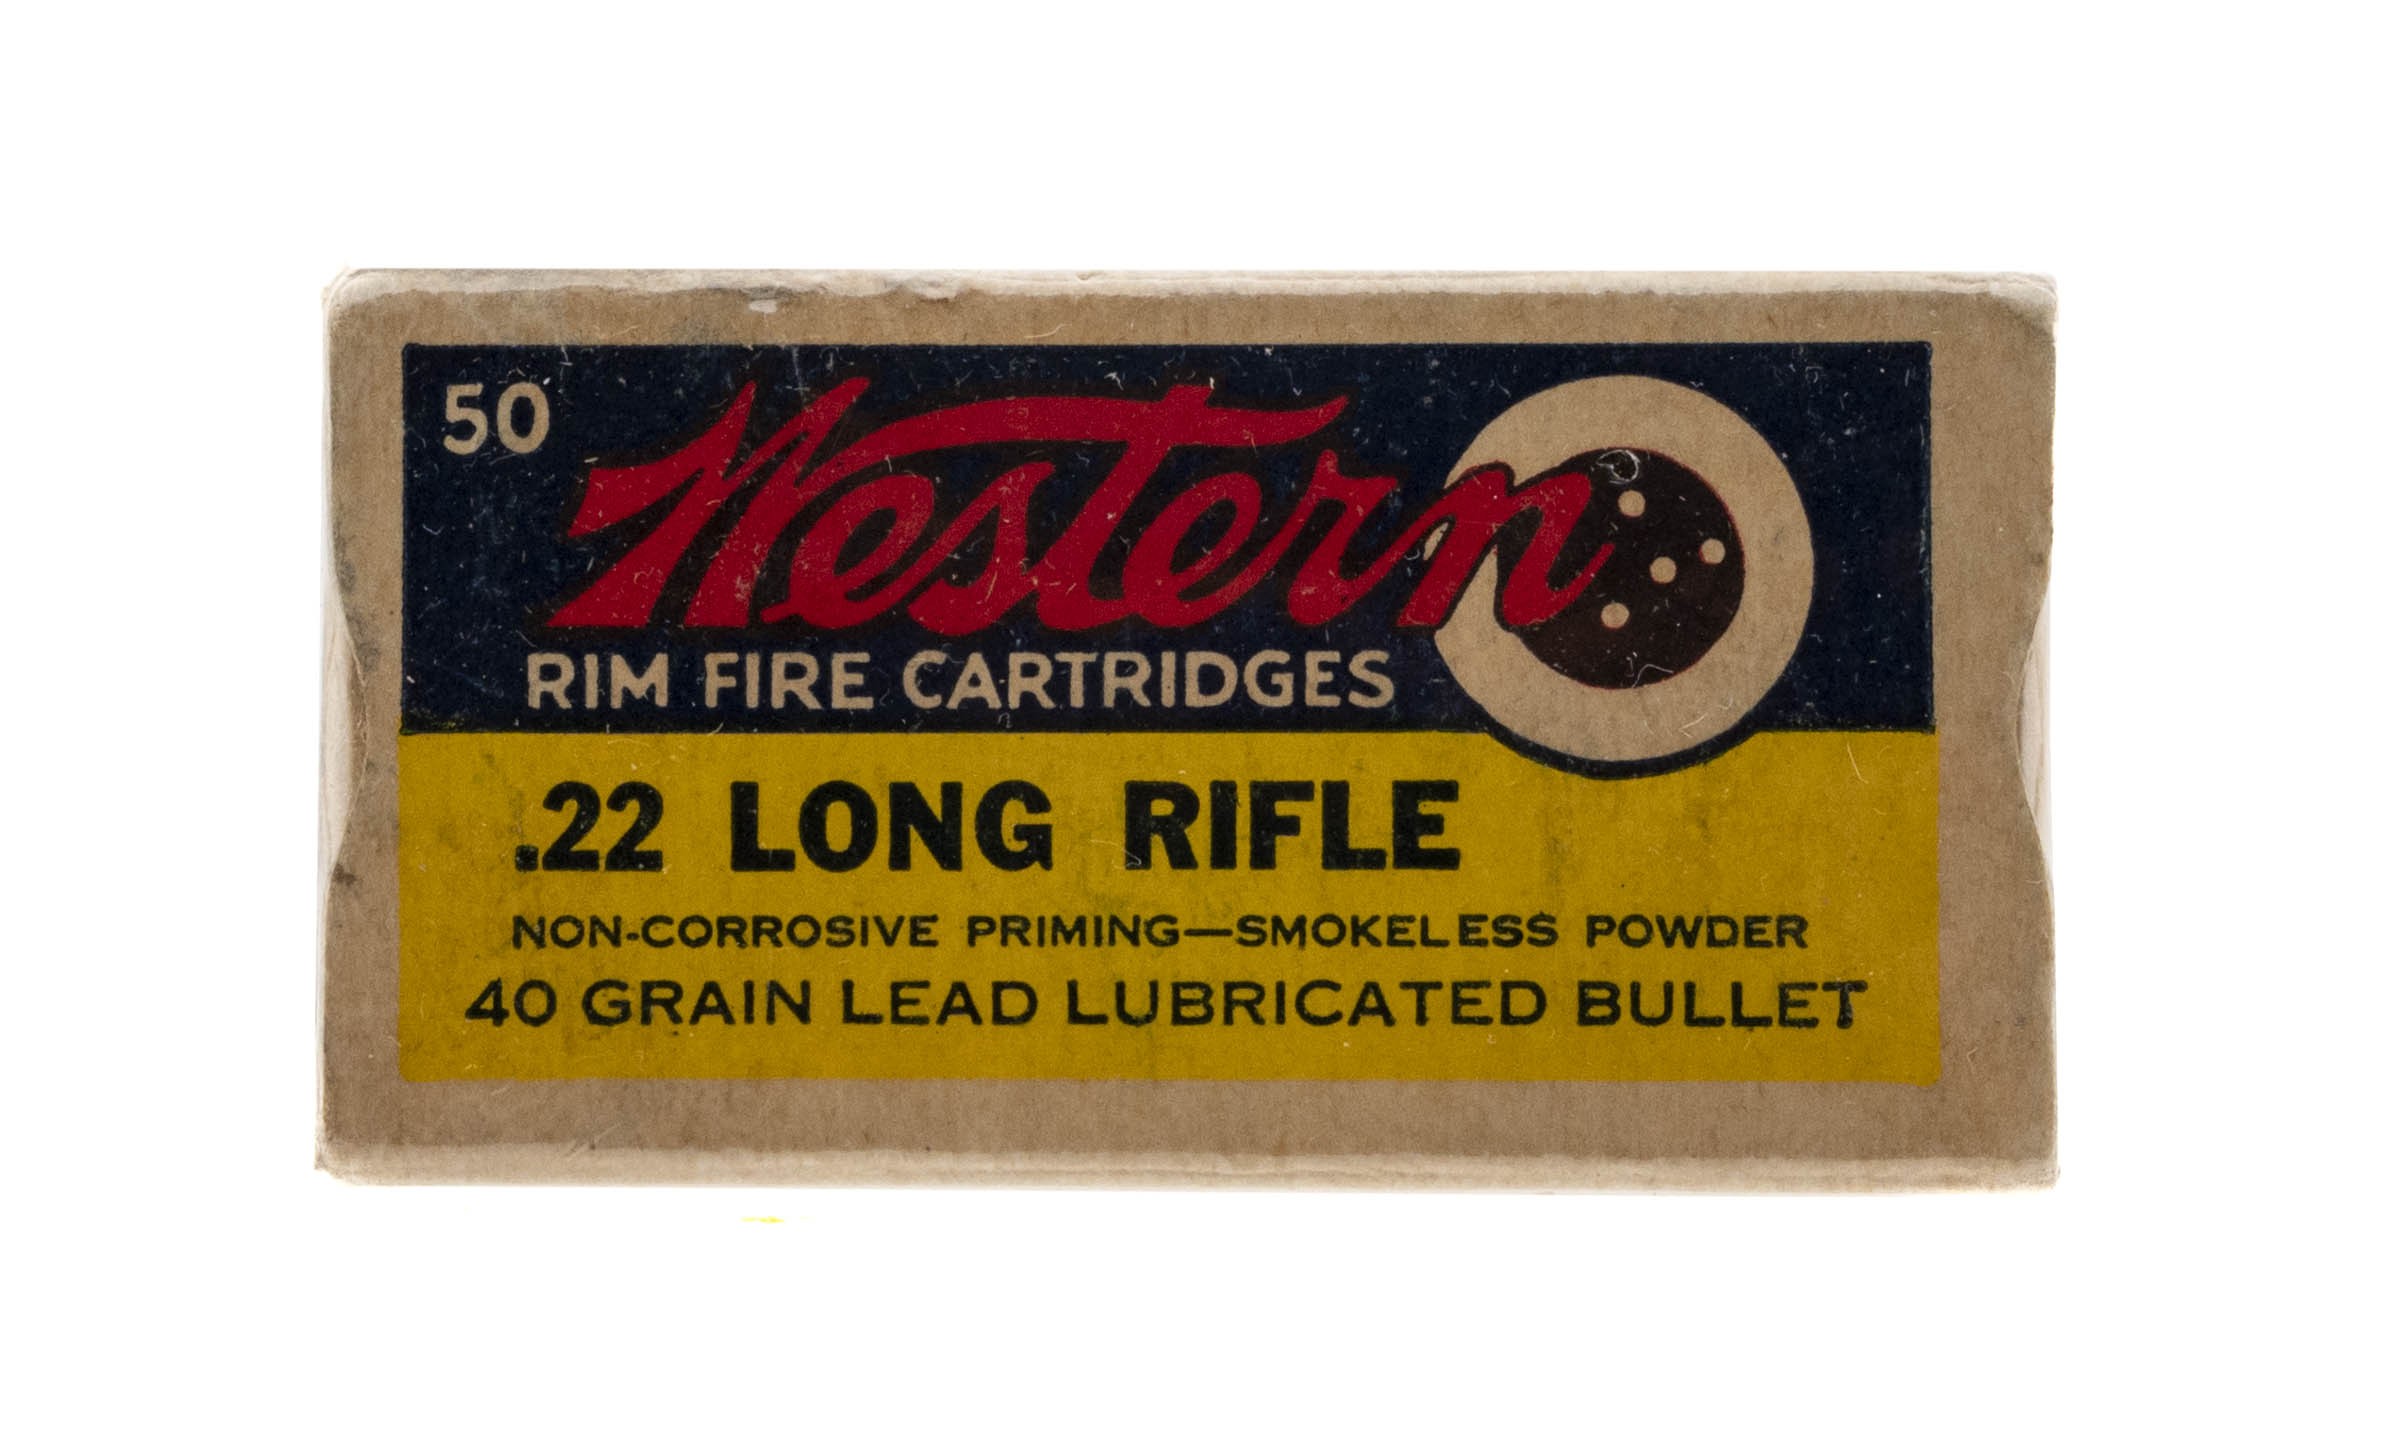 50
Western
RIM FIRE CARTRIDGES
.22 LONG RIFLE
NON-CORROSIVE PRIMING—SMOKELESS POWDER
40 GRAIN LEAD LUBRICATED BULLET